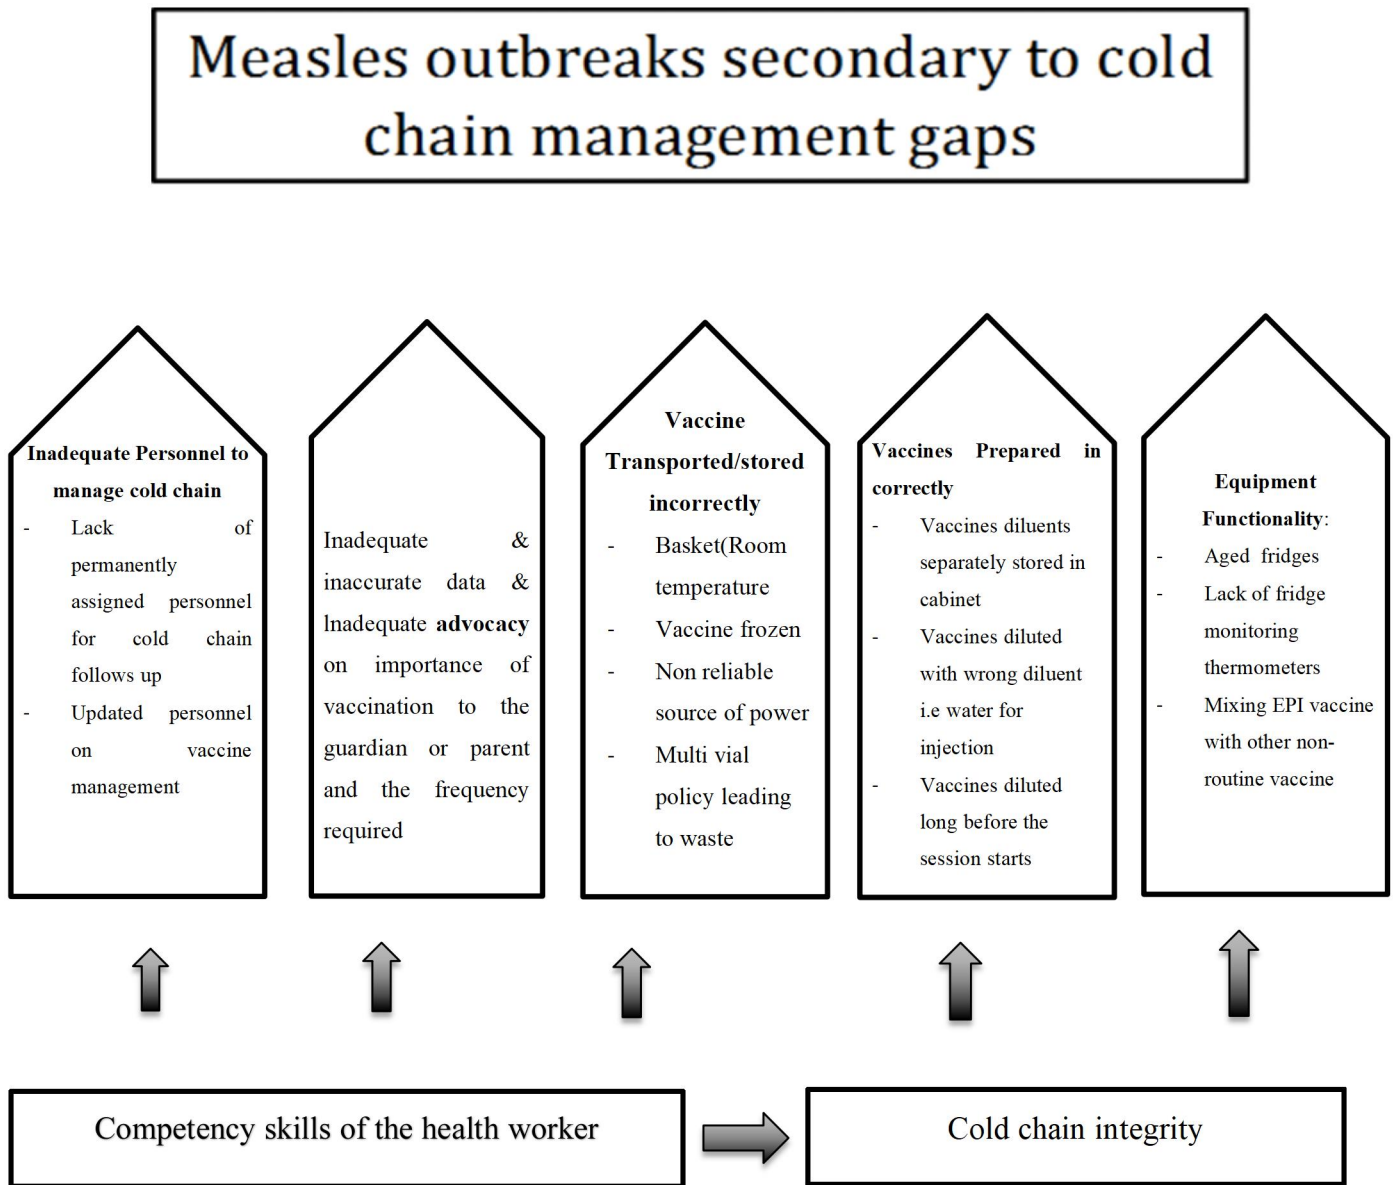 Measles outbreaks secondary to cold
chain management gaps
Inadequate Personnel to
manage cold chain
- Lack of
permanently
assigned personnel
for cold chain
follows up
- Updated personnel
on vaccine
management
Inadequate &
inaccurate data &
lnadequate advocacy
on importance of
vaccination to the
guardian or parent
and the frequency
required
Vaccine
Transported/stored
incorrectly
- Basket(Room
temperature
- Vaccine frozen
- Non reliable
source of power
- Multi vial
policy leading
to waste
Vaccines Prepared in
correctly
- Vaccines diluents
separately stored in
cabinet
- Vaccines diluted
with wrong diluent
i.e water for
injection
- Vaccines diluted
long before the
session starts
Equipment
Functionality:
- Aged fridges
- Lack of fridge
monitoring
thermometers
- Mixing EPI vaccine
with other non-
routine vaccine
Competency skills of the health worker
Cold chain integrity